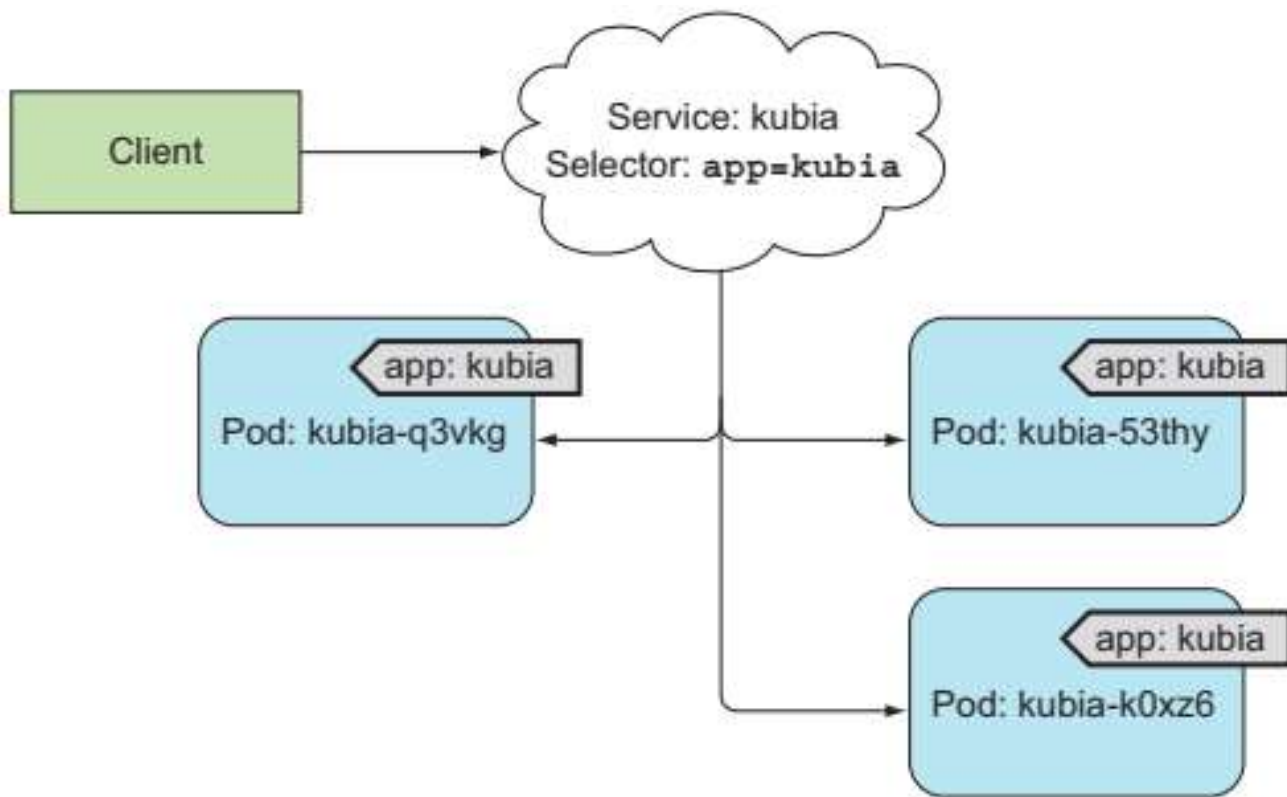 Client
Service: kubia
Selector: app=kubia
app: kubia
Pod: kubia-q3vkg
app: kubia
Pod: kubia-53thy
app: kubia
Pod: kubia-k0xz6